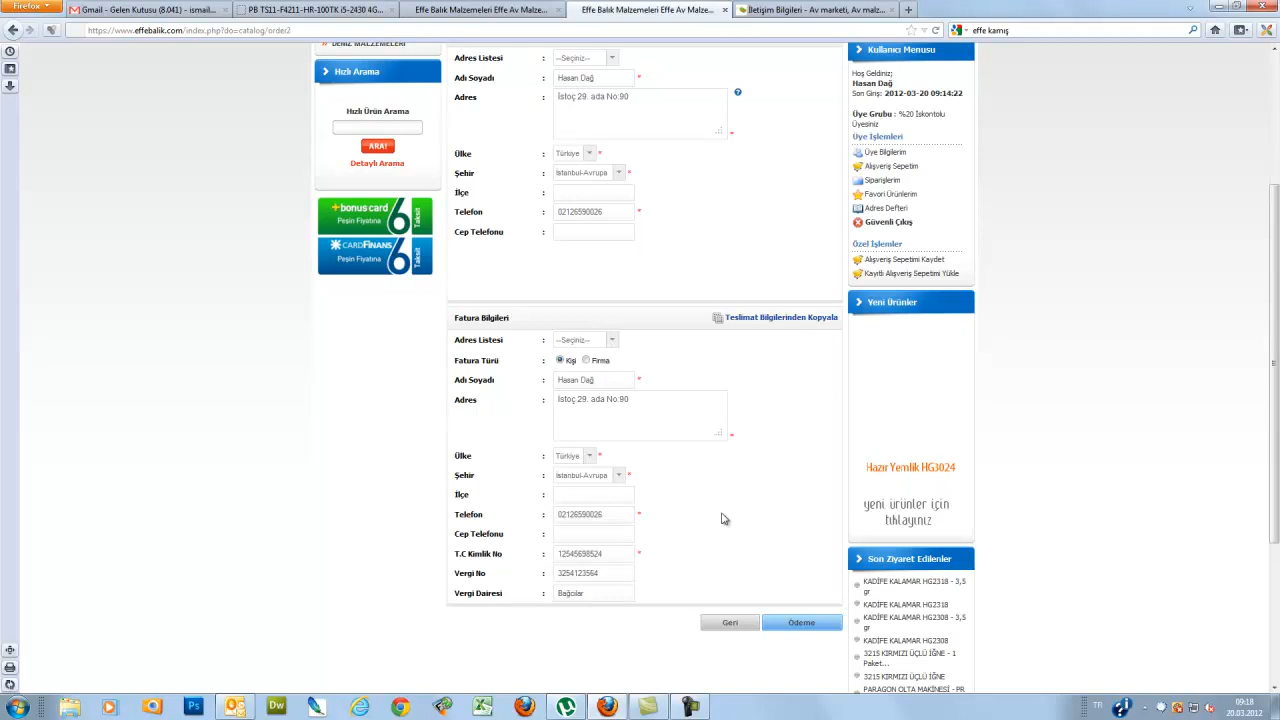 Firefox
Gmail - Gelen Kutusu (8.041) - ismail...
PB TS11-F4211-HR-100TK i5-2430 4G...
Effe Balık Malzemeleri Effe Av Malze...
Effe Balık Malzemeleri Effe Av Mal...
İletişim Bilgileri - Av marketi, Av malz...
https://www.effebalik.com/index.php?do=catalog/order2
effe kamış
DENİZ MALZEMELERİ
Hızlı Arama
Hızlı Ürün Arama
ARA!
Detaylı Arama
bonus card
Peşin Fiyatına
6 Taksit
CARDFINANS
Peşin Fiyatına
6 Taksit
Adres Listesi : --Seçiniz--
Adı Soyadı : Hasan Dağ *
Adres : İstoç 29. ada No:90 *
Ülke : Türkiye *
Şehir : İstanbul-Avrupa *
İlçe :
Telefon : 02126590026 *
Cep Telefonu :
Fatura Bilgileri
Teslimat Bilgilerinden Kopyala
Adres Listesi : --Seçiniz--
Fatura Türü : Kişi Firma
Adı Soyadı : Hasan Dağ *
Adres : İstoç 29. ada No:90 *
Ülke : Türkiye *
Şehir : İstanbul-Avrupa *
İlçe :
Telefon : 02126590026 *
Cep Telefonu :
T.C Kimlik No : 12545698524 *
Vergi No : 3254123564
Vergi Dairesi : Bağcılar
Geri
Ödeme
Kullanıcı Menusu
Hoş Geldiniz;
Hasan Dağ
Son Giriş: 2012-03-20 09:14:22
Üye Grubu : %20 İskontolu
Üyesiniz
Üye İşlemleri
Üye Bilgilerim
Alışveriş Sepetim
Siparişlerim
Favori Ürünlerim
Adres Defteri
Güvenli Çıkış
Özel İşlemler
Alışveriş Sepetimi Kaydet
Kayıtlı Alışveriş Sepetimi Yükle
Yeni Ürünler
Hazır Yemlik HG3024
yeni ürünler için
tıklayınız
Son Ziyaret Edilenler
KADİFE KALAMAR HG2318 - 3,5
gr
KADİFE KALAMAR HG2318
KADİFE KALAMAR HG2308 - 3,5
gr
KADİFE KALAMAR HG2308
3215 KIRMIZI ÜÇLÜ İĞNE - 1
Paket...
3215 KIRMIZI ÜÇLÜ İĞNE
PARAGON OLTA MAKİNESİ - PR
TR
09:18
20.03.2012